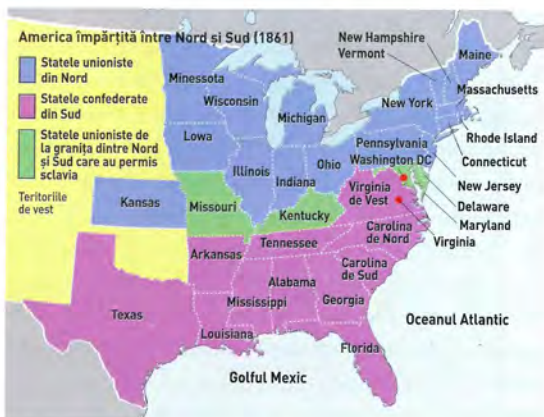 America împărțită între Nord și Sud (1861)
Statele unioniste
din Nord
Statele confederate
din Sud
Statele unioniste de
la granița dintre Nord
și Sud care au permis
sclavia
Teritoriile
de vest
New Hampshire
Vermont
Maine
Minessota
Wisconsin
Michigan
New York
Massachusetts
Iowa
Rhode Island
Pennsylvania
Connecticut
Illinois
Indiana
Ohio
Washington DC
New Jersey
Kansas
Missouri
Kentucky
Virginia
de Vest
Delaware
Maryland
Virginia
Arkansas
Tennessee
Carolina
de Nord
Carolina
de Sud
Texas
Mississippi
Alabama
Georgia
Louisiana
Florida
Oceanul Atlantic
Golful Mexic